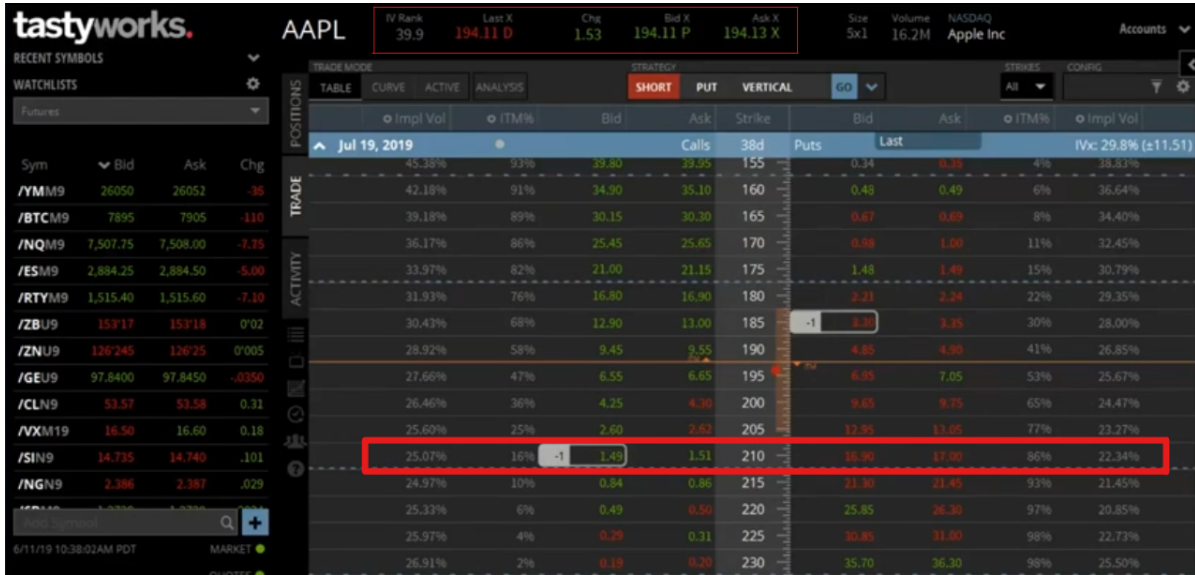 tastyworks.
AAPL
IV Rank Last X Chg Bid X Ask X Size Volume NASDAQ
39.9 194.11 D 1.53 194.11 P 194.13 X 5x1 16.2M Apple Inc Accounts
RECENT SYMBOLS
WATCHLISTS
Futures
Sym Bid Ask Chg
/YMM9 26050 26052 -35
/BTCM9 7895 7905 -110
/NQM9 7,507.75 7,508.00 -7.75
/ESM9 2,884.25 2,884.50 -5.00
/RTYM9 1,515.40 1,515.60 -7.10
/ZBU9 153'17 153'18 0'02
/ZNU9 126'245 126'25 0'005
/GEU9 97.8400 97.8450 -.0350
/CLN9 53.57 53.58 0.31
/VXM19 16.50 16.60 0.18
/SIN9 14.735 14.740 .101
/NGN9 2.386 2.387 .029
Add Symbol
6/11/19 10:38:02AM PDT MARKET
QUOTES
POSITIONS
TRADE
ACTIVITY
TRADE MODE STRATEGY STRIKES CONFIG
TABLE CURVE ACTIVE ANALYSIS SHORT PUT VERTICAL GO All
Impl Vol ITM% Bid Ask Strike Bid Ask ITM% Impl Vol
Last
Jul 19, 2019 Calls 38d Puts IVx: 29.8% (±11.51)
45.38% 93% 39.80 39.95 155 0.34 0.35 4% 38.83%
42.18% 91% 34.90 35.10 160 0.48 0.49 6% 36.64%
39.18% 89% 30.15 30.30 165 0.67 0.69 8% 34.40%
36.17% 86% 25.45 25.65 170 0.98 1.00 11% 32.45%
33.97% 82% 21.00 21.15 175 1.48 1.49 15% 30.79%
31.93% 76% 16.80 16.90 180 2.21 2.24 22% 29.35%
30.43% 68% 12.90 13.00 185 -1 3.30 3.35 30% 28.00%
28.92% 58% 9.45 9.55 190 4.85 4.90 41% 26.85%
27.66% 47% 6.55 6.65 195 6.95 7.05 53% 25.67%
26.46% 36% 4.25 4.30 200 9.65 9.75 65% 24.47%
25.60% 25% 2.60 2.62 205 12.95 13.05 77% 23.27%
25.07% 16% -1 1.49 1.51 210 16.90 17.00 86% 22.34%
24.97% 10% 0.84 0.86 215 21.30 21.45 93% 21.45%
25.33% 6% 0.49 0.50 220 25.85 26.30 97% 20.85%
25.97% 4% 0.29 0.31 225 30.85 31.00 98% 22.73%
26.91% 2% 0.19 0.20 230 35.70 36.30 98% 25.50%